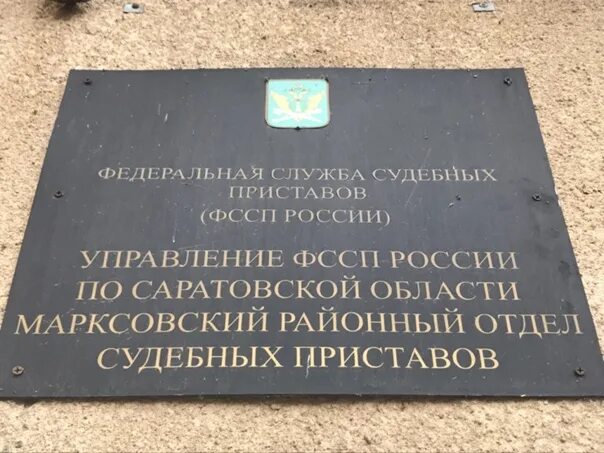 ФЕДЕРАЛЬНАЯ СЛУЖБА СУДЕБНЫХ
ПРИСТАВОВ
(ФССП РОССИИ)
УПРАВЛЕНИЕ ФССП РОССИИ
ПО САРАТОВСКОЙ ОБЛАСТИ
МАРКСОВСКИЙ РАЙОННЫЙ ОТДЕЛ
СУДЕБНЫХ ПРИСТАВОВ